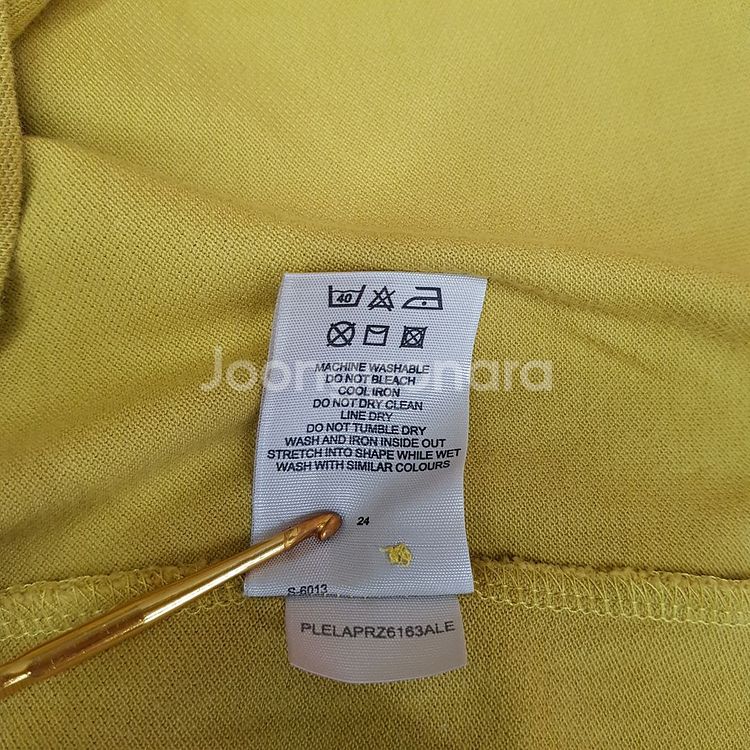 40
MACHINE WASHABLE
DO NOT BLEACH
COOL IRON
DO NOT DRY CLEAN
LINE DRY
DO NOT TUMBLE DRY
WASH AND IRON INSIDE OUT
STRETCH INTO SHAPE WHILE WET
WASH WITH SIMILAR COLOURS
24
S-6013
PLELAPRZ6163ALE